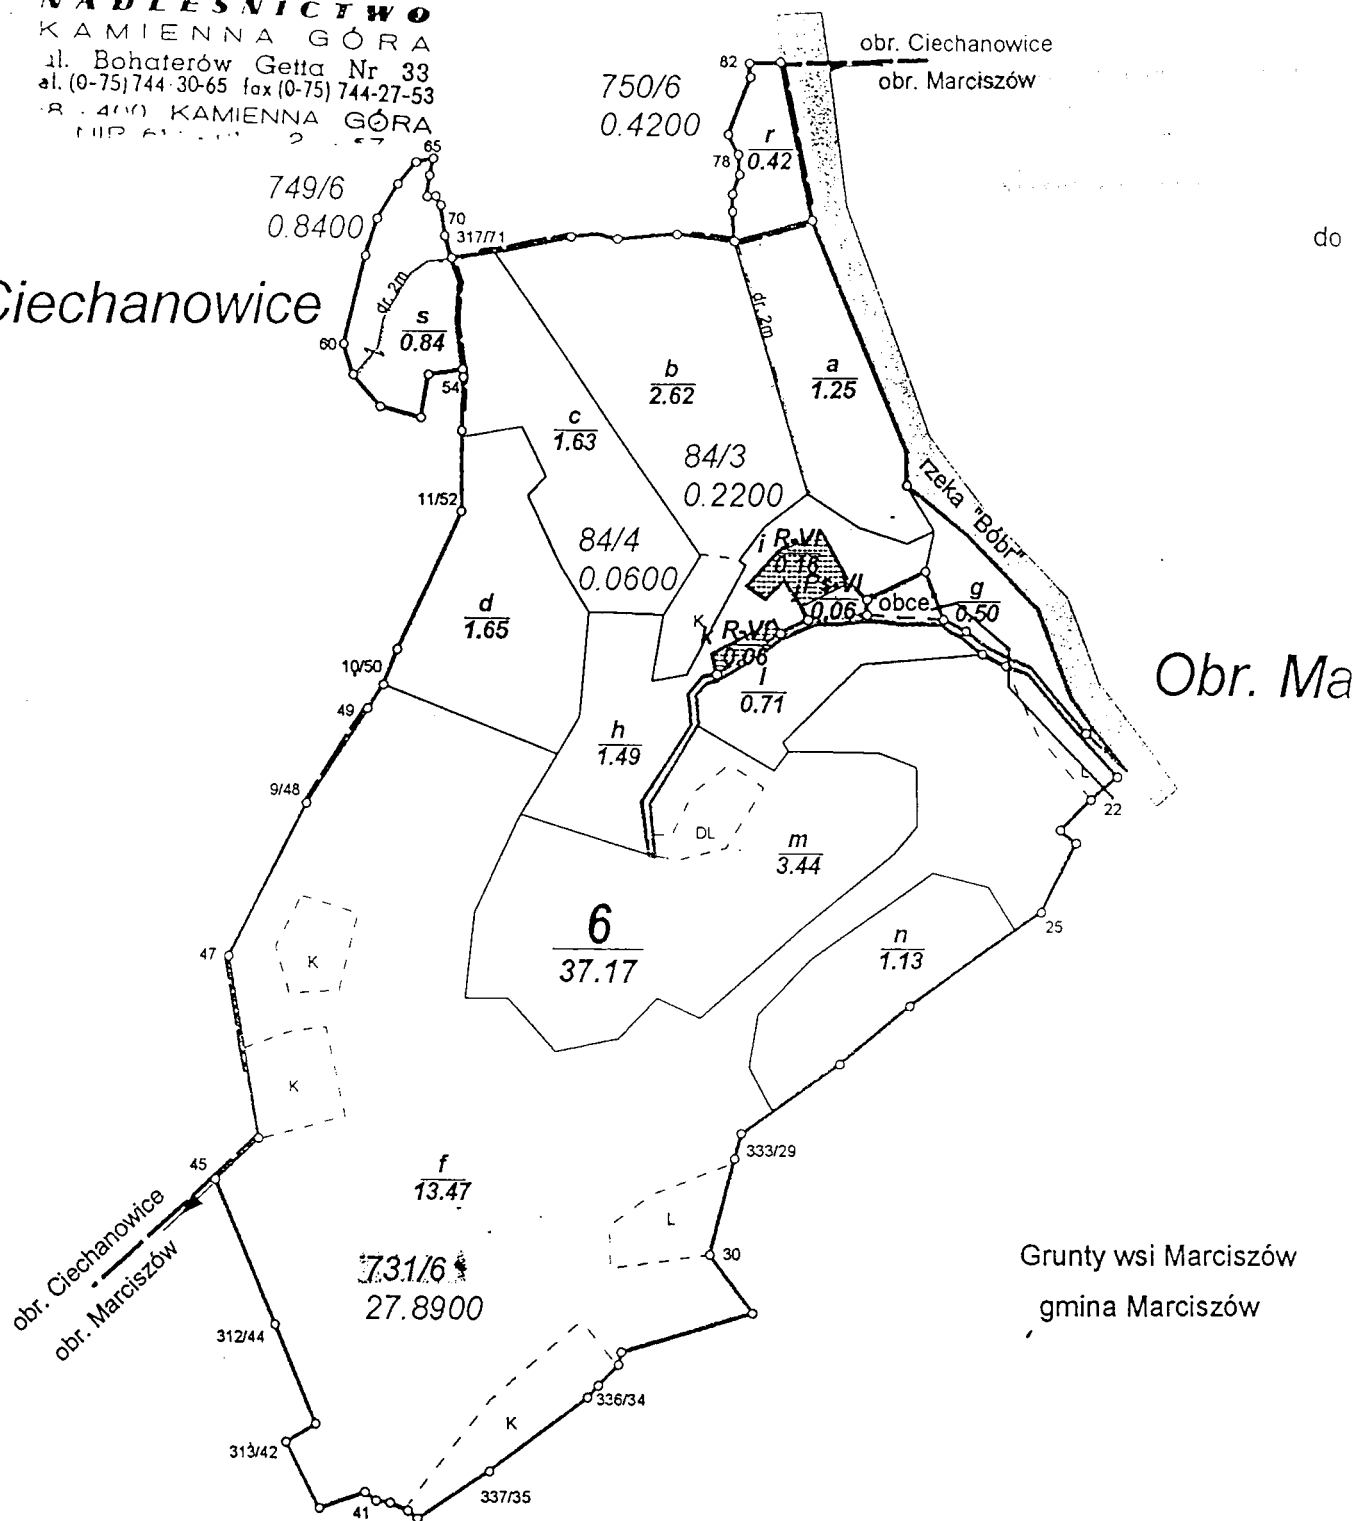 NADLEŚNICTWO
KAMIENNA GÓRA
ul. Bohaterów Getta Nr 33
(0-75) 744-30-65 fax (0-75) 744-27-53
KAMIENNA GÓRA
obr. Ciechanowice
obr. Marciszów
82
750/6
0.4200
r
0.42
78
65
749/6
0.8400
70
317/71
do
Ciechanowice
dr. 2m
s
0.84
60
54
dr. 2m
b
2.62
a
1.25
c
1.63
84/3
0.2200
rzeka "Bóbr"
11/52
84/4
0.0600
i R-VI
0.16
j Ps-VI
0.06
obce
g
0.50
d
1.65
K
k R-VI
0.06
l
0.71
10/50
49
Obr. Ma
h
1.49
9/48
L
22
DL
m
3.44
6
37.17
n
1.13
25
47
K
K
333/29
45
f
13.47
L
30
obr. Ciechanowice
obr. Marciszów
731/6
27.8900
Grunty wsi Marciszów
gmina Marciszów
312/44
336/34
K
313/42
337/35
41